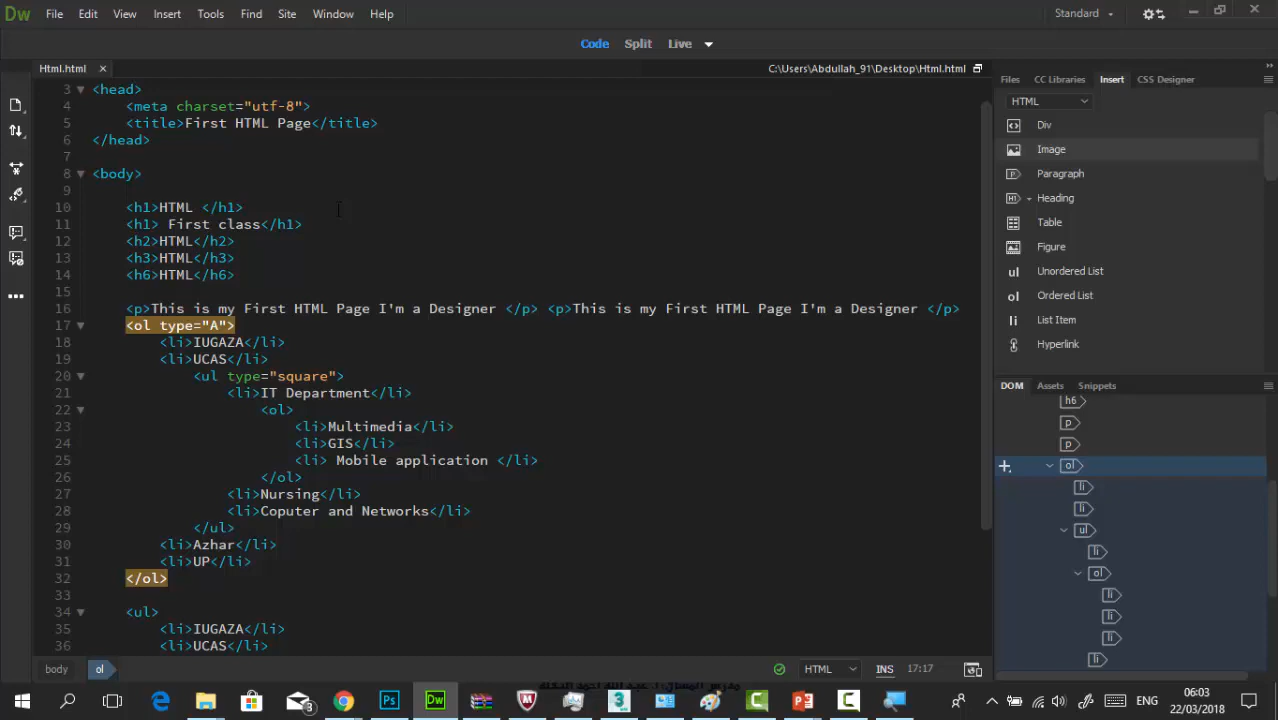 Dw File Edit View Insert Tools Find Site Window Help Standard
Code Split Live
Html.html × C:\Users\Abdullah_91\Desktop\Html.html
3 <head>
4 <meta charset="utf-8">
5 <title>First HTML Page</title>
6 </head>
7
8 <body>
9
10 <h1>HTML </h1>
11 <h1> First class</h1>
12 <h2>HTML</h2>
13 <h3>HTML</h3>
14 <h6>HTML</h6>
15
16 <p>This is my First HTML Page I'm a Designer </p> <p>This is my First HTML Page I'm a Designer </p>
17 <ol type="A">
18 <li>IUGAZA</li>
19 <li>UCAS</li>
20 <ul type="square">
21 <li>IT Department</li>
22 <ol>
23 <li>Multimedia</li>
24 <li>GIS</li>
25 <li> Mobile application </li>
26 </ol>
27 <li>Nursing</li>
28 <li>Coputer and Networks</li>
29 </ul>
30 <li>Azhar</li>
31 <li>UP</li>
32 </ol>
33
34 <ul>
35 <li>IUGAZA</li>
36 <li>UCAS</li>
body ol HTML INS 17:17
Files CC Libraries Insert CSS Designer
HTML
Div
Image
Paragraph
H1 Heading
Table
Figure
ul Unordered List
ol Ordered List
li List Item
Hyperlink
DOM Assets Snippets
h6
p
p
ol
li
li
ul
li
ol
li
li
li
li
3 Ps Dw 3 ENG 06:03
22/03/2018